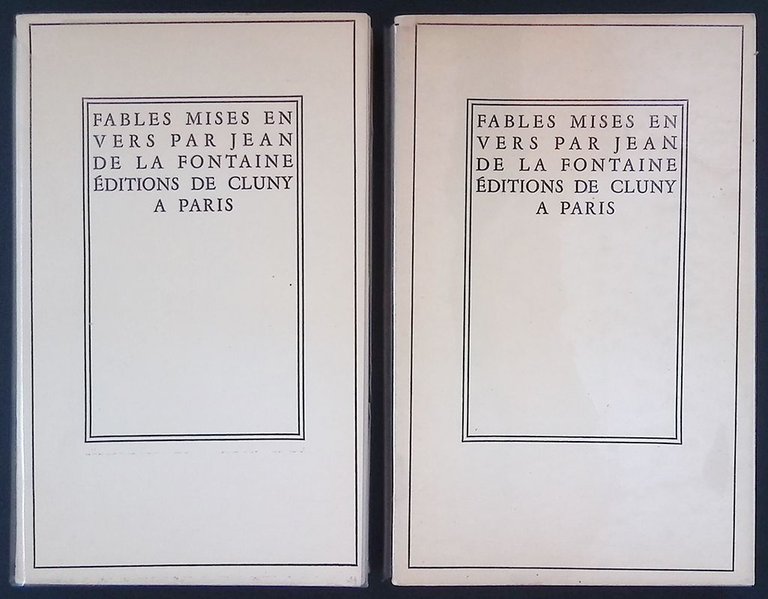 FABLES MISES EN
VERS PAR JEAN
DE LA FONTAINE
ÉDITIONS DE CLUNY
A PARIS
FABLES MISES EN
VERS PAR JEAN
DE LA FONTAINE
ÉDITIONS DE CLUNY
A PARIS